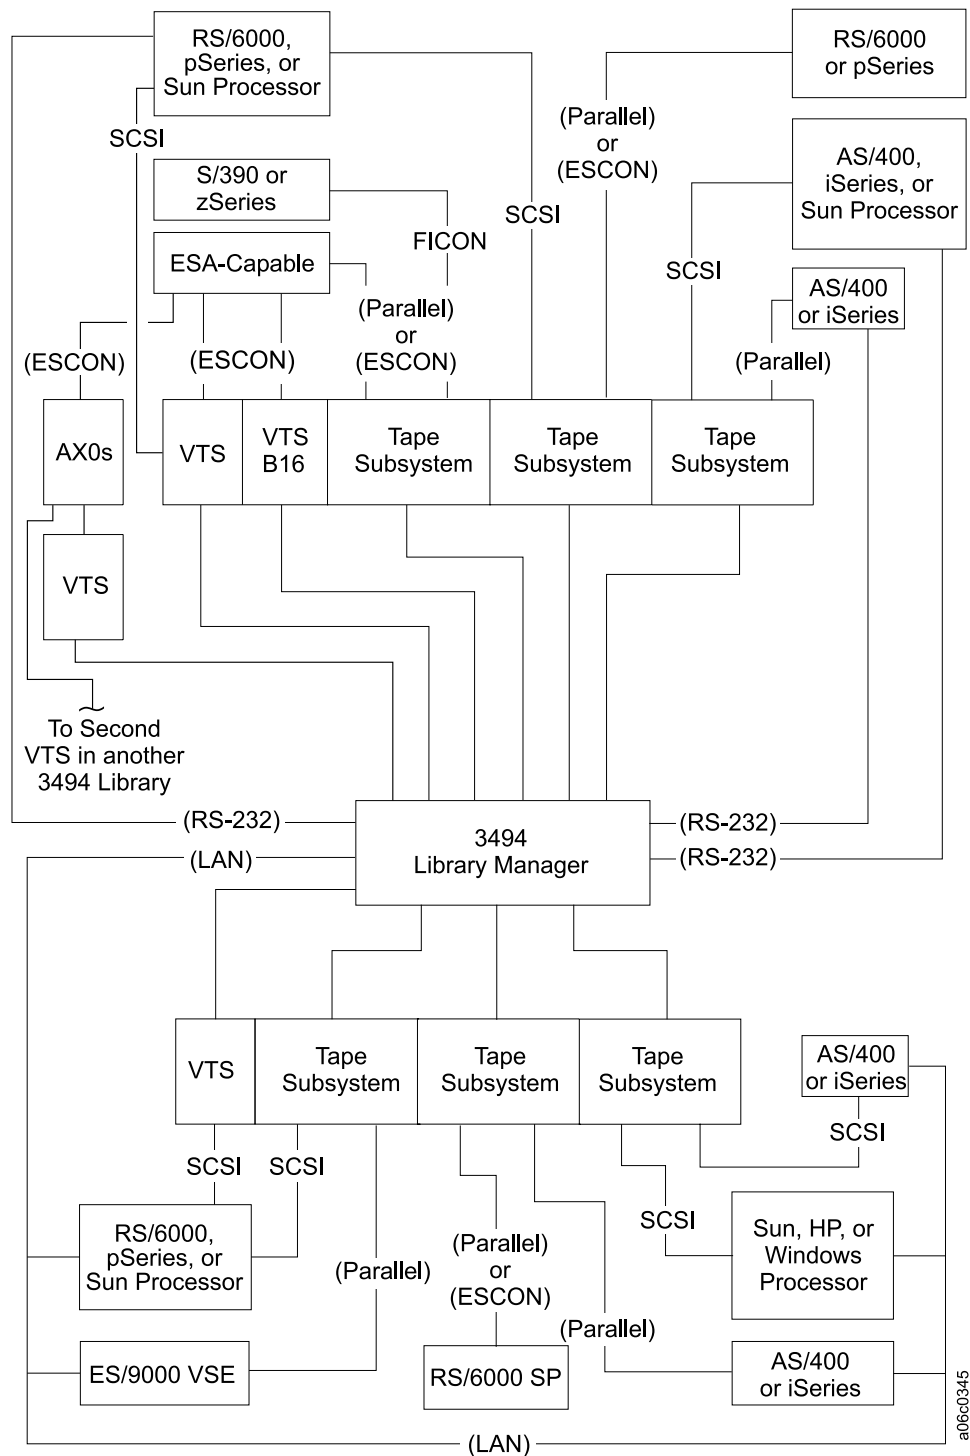 RS/6000,
pSeries, or
Sun Processor
RS/6000
or pSeries
SCSI
(Parallel)
or
(ESCON)
AS/400,
iSeries, or
Sun Processor
S/390 or
zSeries
SCSI
FICON
ESA-Capable
SCSI
AS/400
or iSeries
(Parallel)
or
(ESCON)
(ESCON)
(ESCON)
(Parallel)
AX0s
VTS
VTS
B16
Tape
Subsystem
Tape
Subsystem
Tape
Subsystem
VTS
To Second
VTS in another
3494 Library
(RS-232)
3494
Library Manager
(RS-232)
(LAN)
(RS-232)
VTS
Tape
Subsystem
Tape
Subsystem
Tape
Subsystem
AS/400
or iSeries
SCSI
SCSI
SCSI
SCSI
RS/6000,
pSeries, or
Sun Processor
(Parallel)
(Parallel)
or
(ESCON)
Sun, HP, or
Windows
Processor
(Parallel)
ES/9000 VSE
RS/6000 SP
AS/400
or iSeries
(LAN)
a06c0345